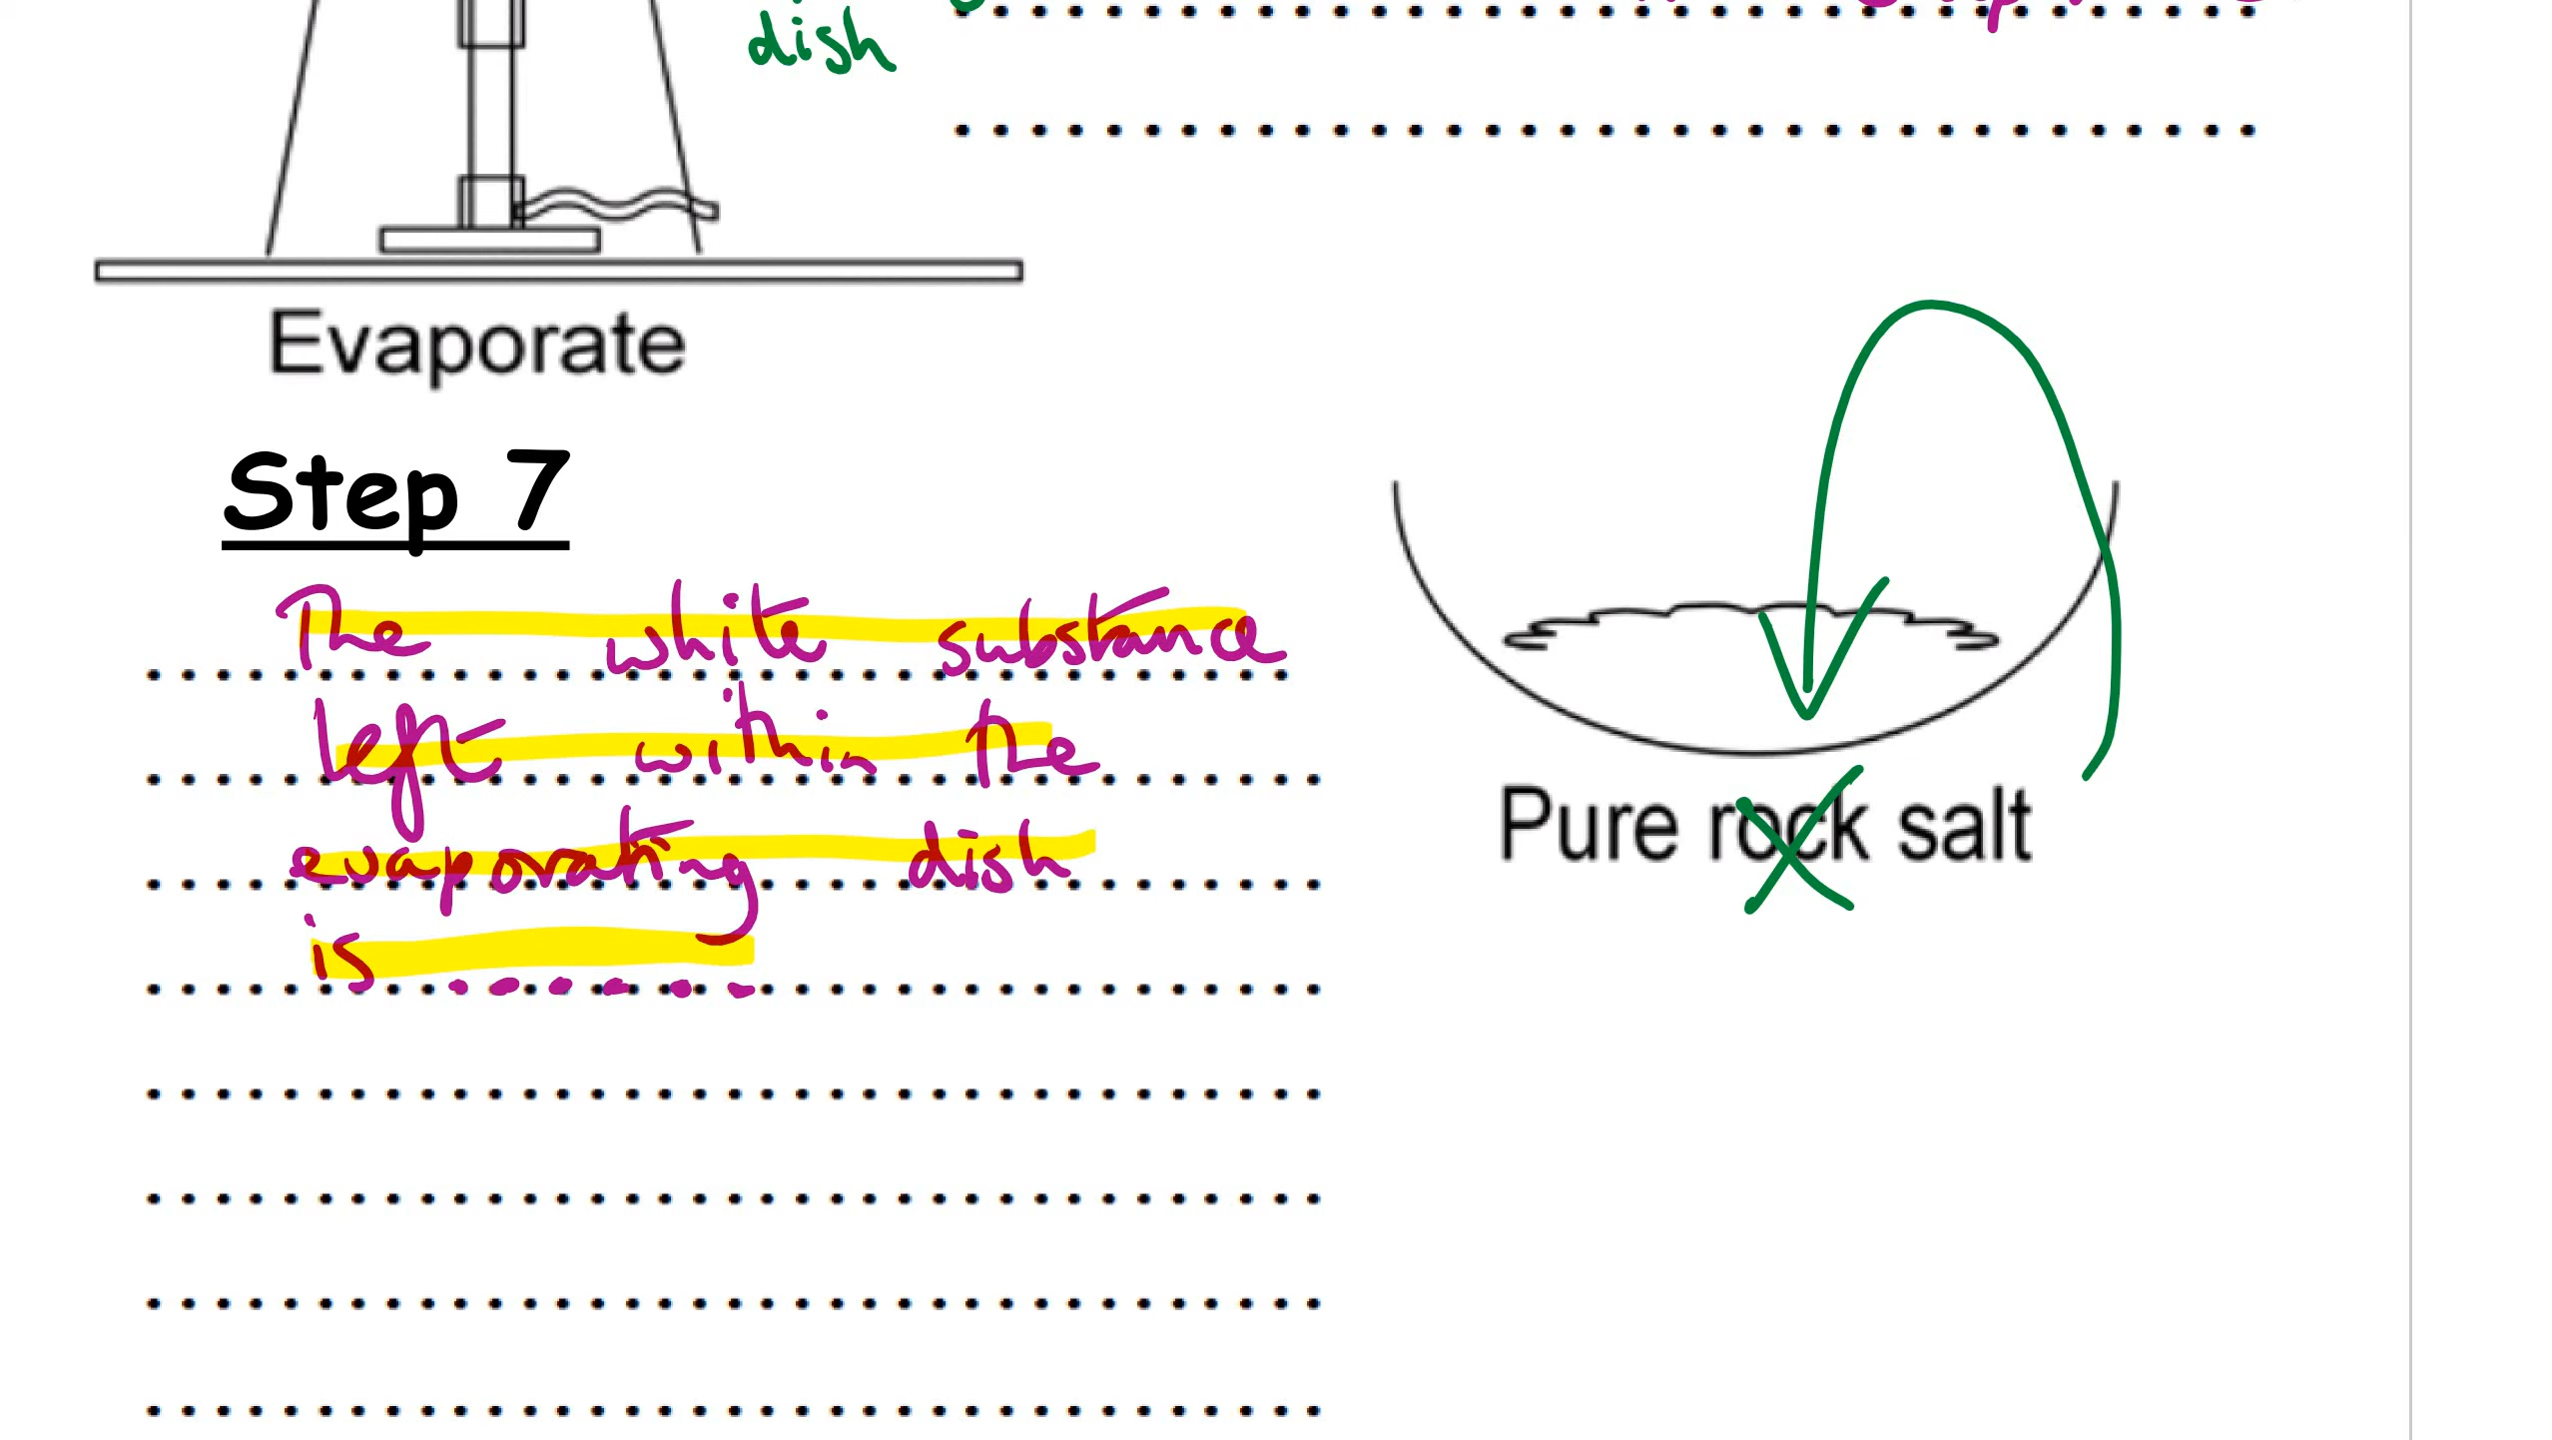 dish
Evaporate
Step 7
The white substance
left within the
evaporating dish
is ......
Pure rock salt